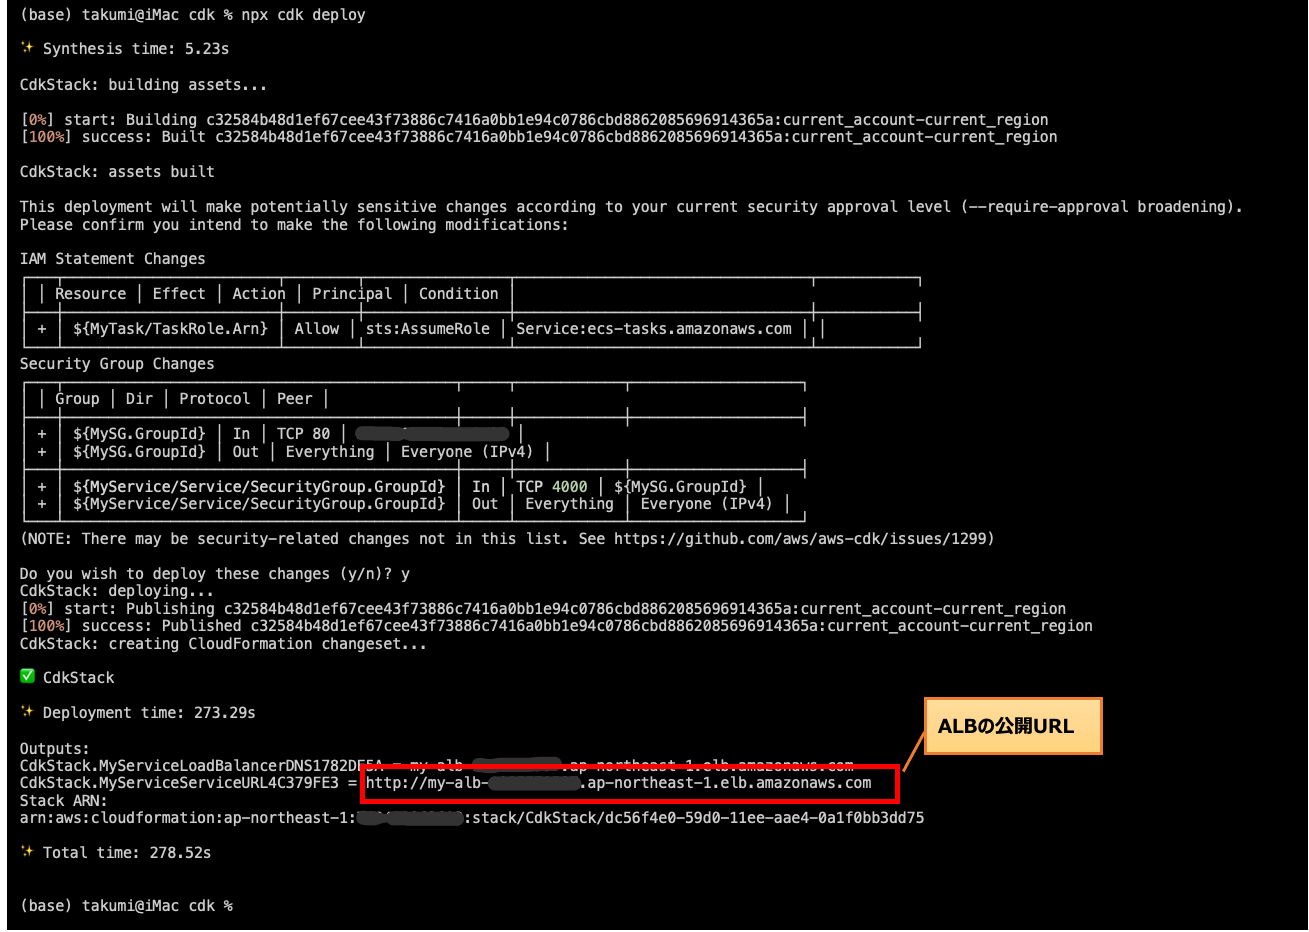 (base) takumi@iMac cdk % npx cdk deploy
✨ Synthesis time: 5.23s
CdkStack: building assets...
[0%] start: Building c32584b48d1ef67cee43f73886c7416a0bb1e94c0786cbd8862085696914365a:current_account-current_region
[100%] success: Built c32584b48d1ef67cee43f73886c7416a0bb1e94c0786cbd8862085696914365a:current_account-current_region
CdkStack: assets built
This deployment will make potentially sensitive changes according to your current security approval level (--require-approval broadening).
Please confirm you intend to make the following modifications:
IAM Statement Changes
│ │ Resource │ Effect │ Action │ Principal │ Condition │
│ + │ ${MyTask/TaskRole.Arn} │ Allow │ sts:AssumeRole │ Service:ecs-tasks.amazonaws.com │ │
Security Group Changes
│ │ Group │ Dir │ Protocol │ Peer │
│ + │ ${MySG.GroupId} │ In │ TCP 80 │ │
│ + │ ${MySG.GroupId} │ Out │ Everything │ Everyone (IPv4) │
│ + │ ${MyService/Service/SecurityGroup.GroupId} │ In │ TCP 4000 │ ${MySG.GroupId} │
│ + │ ${MyService/Service/SecurityGroup.GroupId} │ Out │ Everything │ Everyone (IPv4) │
(NOTE: There may be security-related changes not in this list. See https://github.com/aws/aws-cdk/issues/1299)
Do you wish to deploy these changes (y/n)? y
CdkStack: deploying...
[0%] start: Publishing c32584b48d1ef67cee43f73886c7416a0bb1e94c0786cbd8862085696914365a:current_account-current_region
[100%] success: Published c32584b48d1ef67cee43f73886c7416a0bb1e94c0786cbd8862085696914365a:current_account-current_region
CdkStack: creating CloudFormation changeset...
✅ CdkStack
✨ Deployment time: 273.29s
ALBの公開URL
Outputs:
CdkStack.MyServiceLoadBalancerDNS1782DE5A = my-alb- .ap-northeast-1.elb.amazonaws.com
CdkStack.MyServiceServiceURL4C379FE3 = http://my-alb- .ap-northeast-1.elb.amazonaws.com
Stack ARN:
arn:aws:cloudformation:ap-northeast-1: :stack/CdkStack/dc56f4e0-59d0-11ee-aae4-0a1f0bb3dd75
✨ Total time: 278.52s
(base) takumi@iMac cdk %